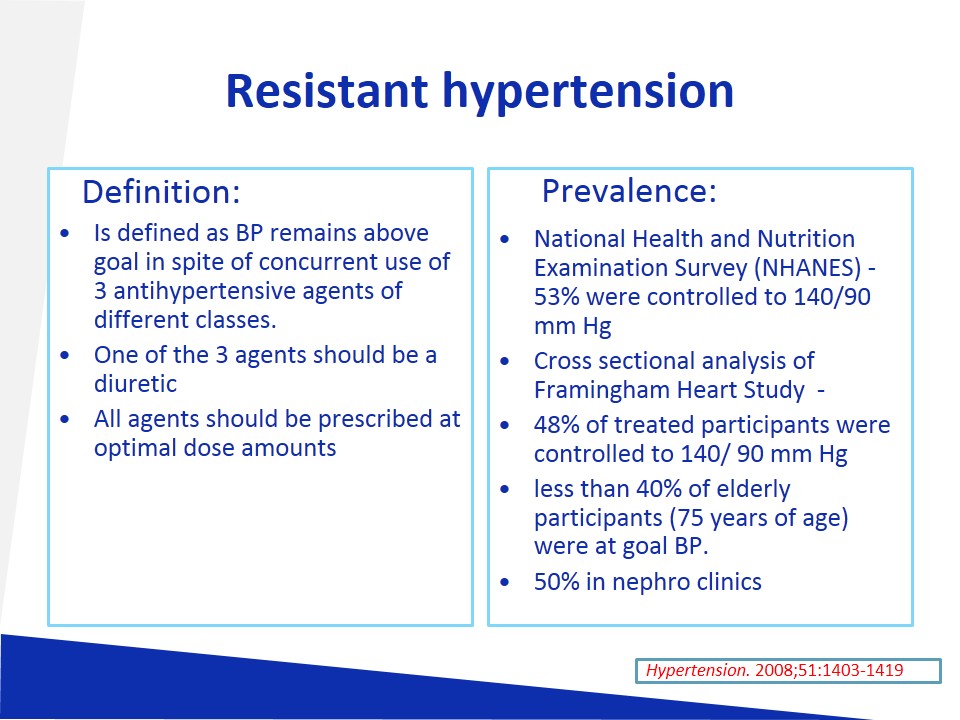 Resistant hypertension
Definition:
• Is defined as BP remains above
goal in spite of concurrent use of
3 antihypertensive agents of
different classes.
• One of the 3 agents should be a
diuretic
• All agents should be prescribed at
optimal dose amounts
Prevalence:
• National Health and Nutrition
Examination Survey (NHANES) -
53% were controlled to 140/90
mm Hg
• Cross sectional analysis of
Framingham Heart Study  -
• 48% of treated participants were
controlled to 140/ 90 mm Hg
• less than 40% of elderly
participants (75 years of age)
were at goal BP.
• 50% in nephro clinics
Hypertension. 2008;51:1403-1419